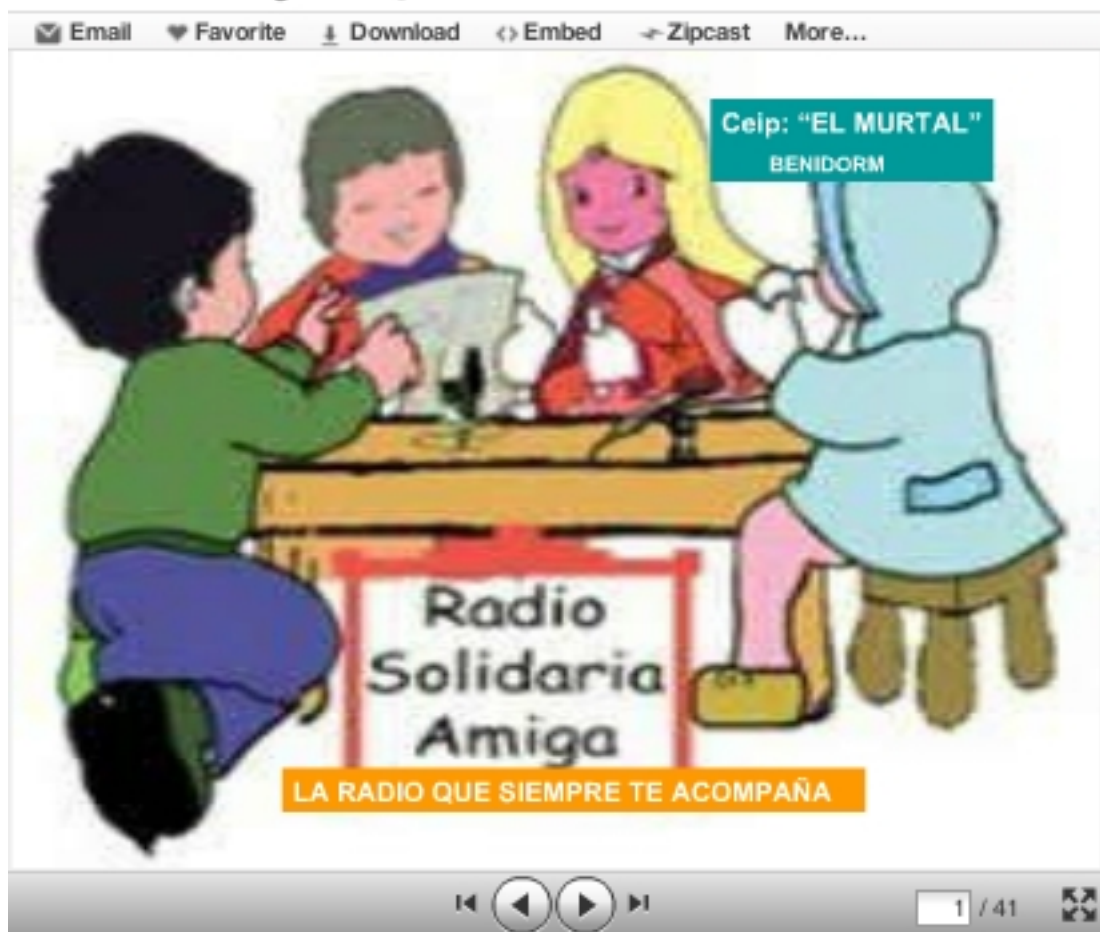 Email Favorite Download Embed Zipcast More...
Ceip: “EL MURTAL”
BENIDORM
Radio
Solidaria
Amiga
LA RADIO QUE SIEMPRE TE ACOMPAÑA
1 / 41